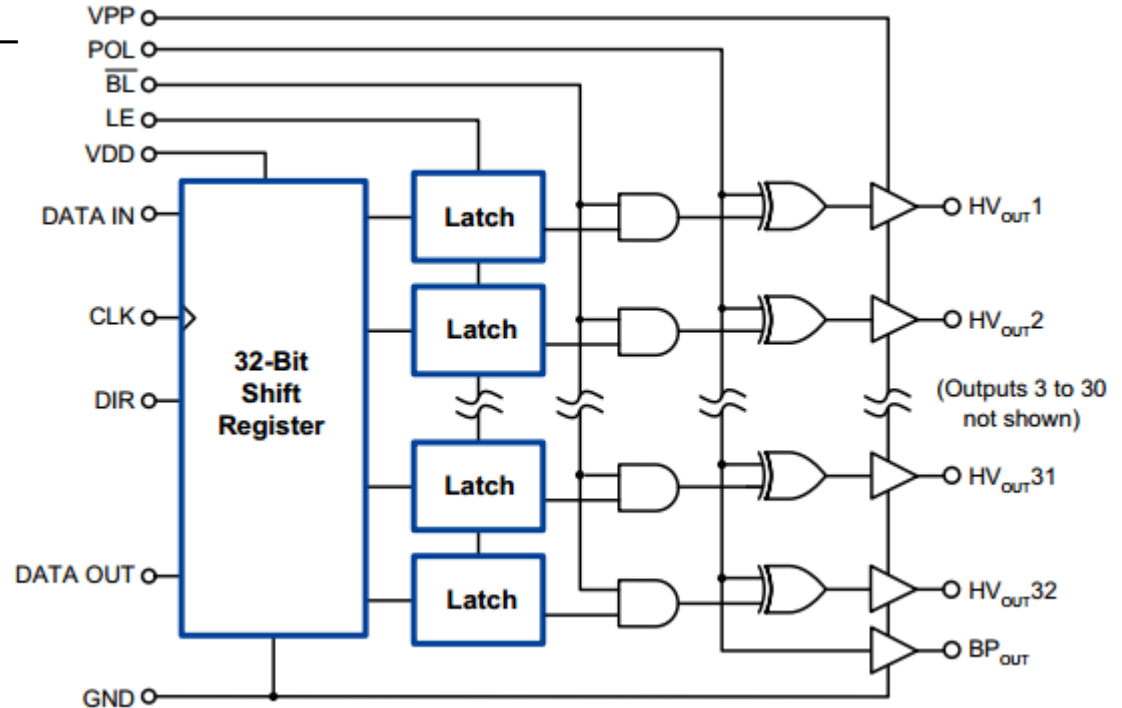 VPP
POL
B̅L̅
LE
VDD
DATA IN
CLK
DIR
DATA OUT
GND
32-Bit
Shift
Register
Latch
Latch
Latch
Latch
HVOUT1
HVOUT2
(Outputs 3 to 30
not shown)
HVOUT31
HVOUT32
BPOUT